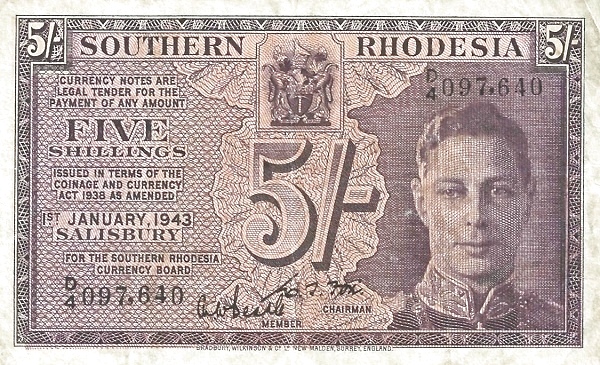 5/- SOUTHERN RHODESIA 5/-
CURRENCY NOTES ARE
LEGAL TENDER FOR THE
PAYMENT OF ANY AMOUNT
D/4 097,640
FIVE
SHILLINGS
ISSUED IN TERMS OF THE
COINAGE AND CURRENCY
ACT 1938 AS AMENDED
5/-
1ST JANUARY, 1943
SALISBURY
FOR THE SOUTHERN RHODESIA
CURRENCY BOARD
D/4 097,640
MEMBER
CHAIRMAN
BRADBURY, WILKINSON & Co Ld NEW MALDEN, SURREY, ENGLAND.